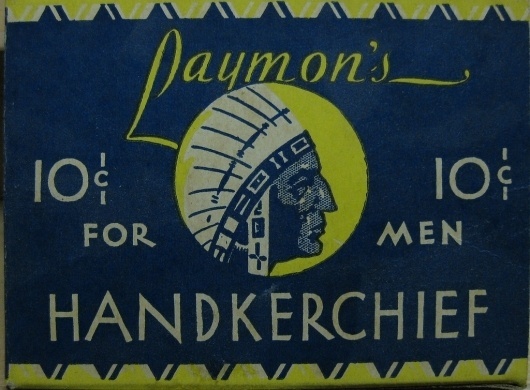 Laymon's
10¢ 10¢
FOR MEN
HANDKERCHIEF